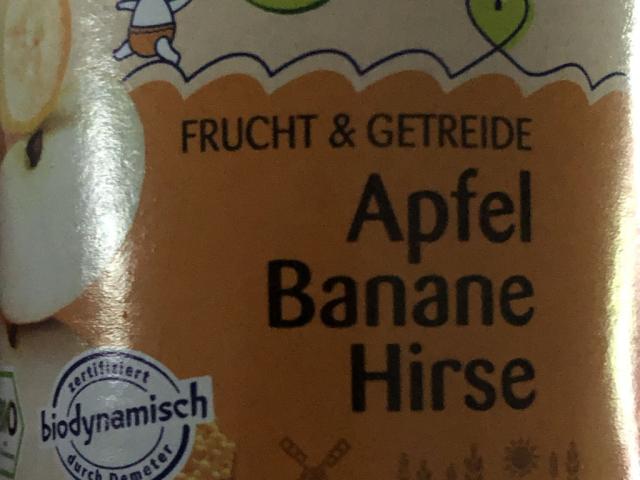 FRUCHT & GETREIDE
Apfel
Banane
Hirse
zertifiziert
biodynamisch
durch Demeter